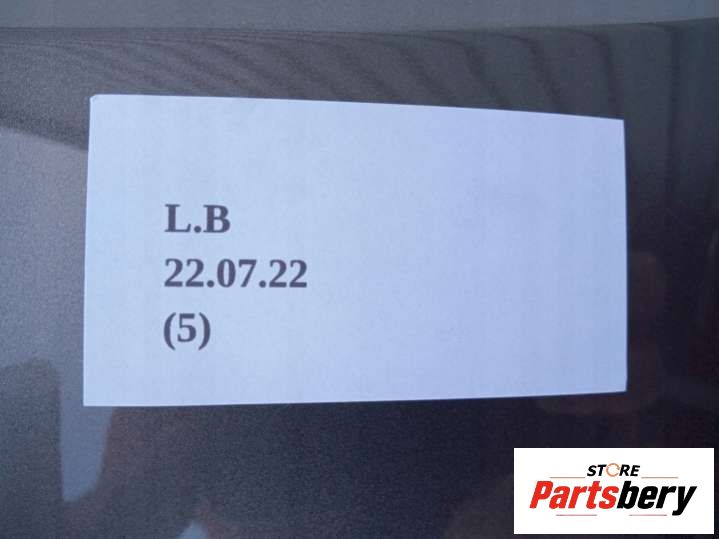 L.B
22.07.22
(5)
STORE
Partsbery